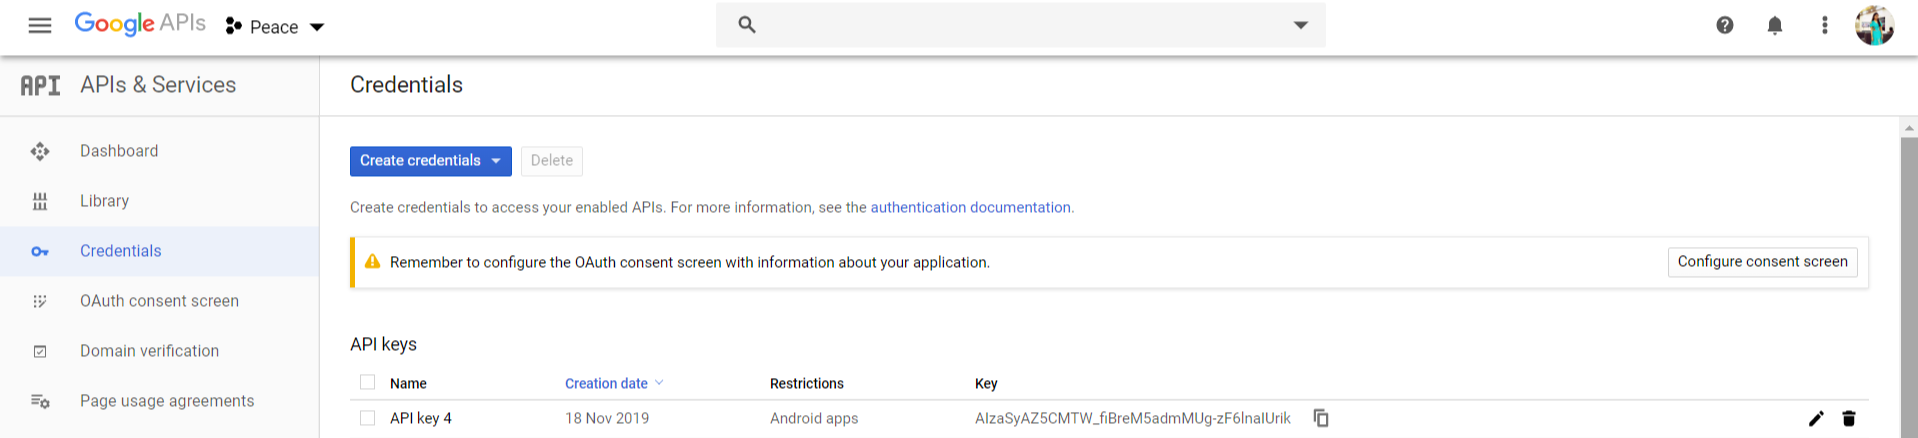 Google APIs Peace
API APIs & Services
Credentials
Dashboard
Library
Credentials
OAuth consent screen
Domain verification
Page usage agreements
Create credentials Delete
Create credentials to access your enabled APIs. For more information, see the authentication documentation.
Remember to configure the OAuth consent screen with information about your application. Configure consent screen
API keys
Name Creation date Restrictions Key
API key 4 18 Nov 2019 Android apps AIzaSyAZ5CMTW_fiBreM5admMUg-zF6lnaIUrik